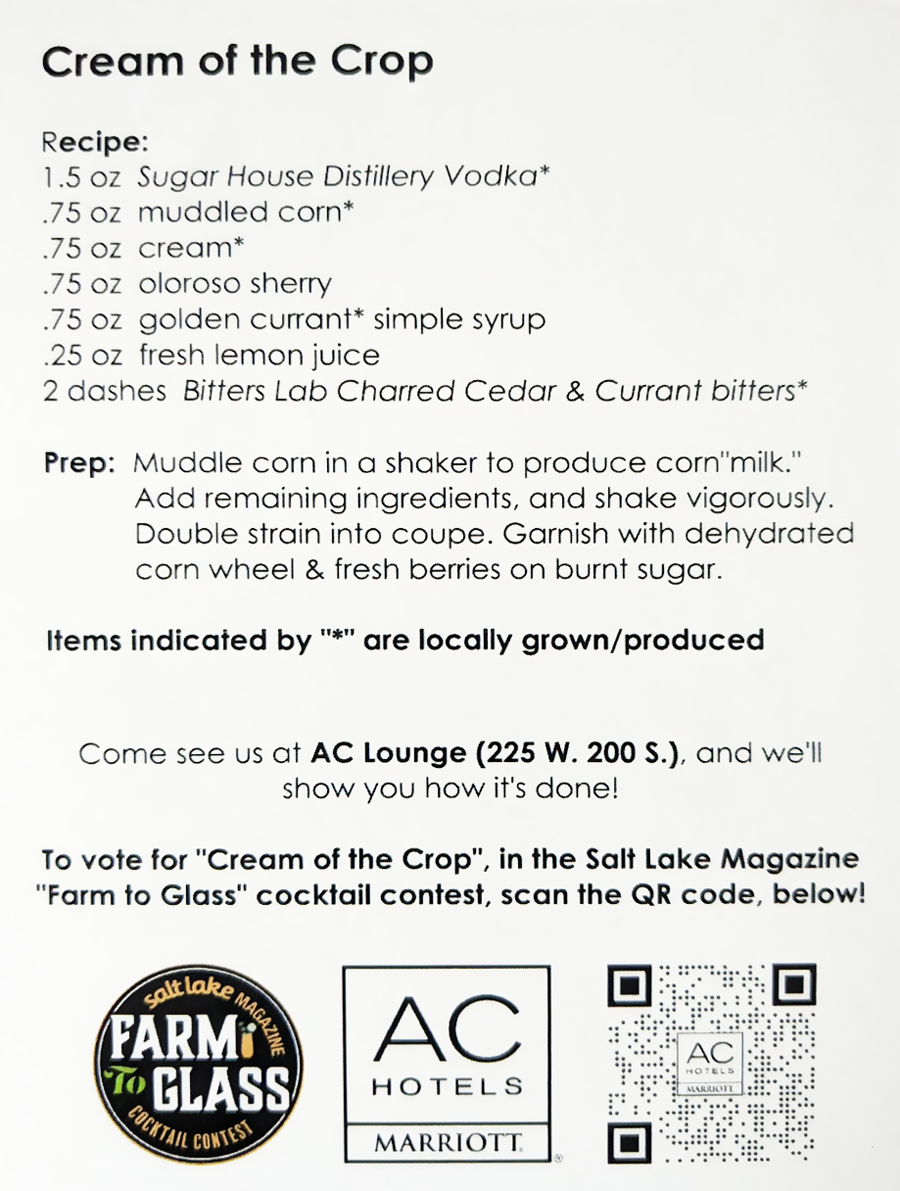 Cream of the Crop
Recipe:
1.5 oz Sugar House Distillery Vodka*
.75 oz muddled corn*
.75 oz cream*
.75 oz oloroso sherry
.75 oz golden currant* simple syrup
.25 oz fresh lemon juice
2 dashes Bitters Lab Charred Cedar & Currant bitters*
Prep: Muddle corn in a shaker to produce corn"milk."
Add remaining ingredients, and shake vigorously.
Double strain into coupe. Garnish with dehydrated
corn wheel & fresh berries on burnt sugar.
Items indicated by "*" are locally grown/produced
Come see us at AC Lounge (225 W. 200 S.), and we'll
show you how it's done!
To vote for "Cream of the Crop", in the Salt Lake Magazine
"Farm to Glass" cocktail contest, scan the QR code, below!
Salt lake MAGAZINE
FARM
To GLASS
COCKTAIL CONTEST
AC
HOTELS
MARRIOTT®
AC
HOTELS
MARRIOTT